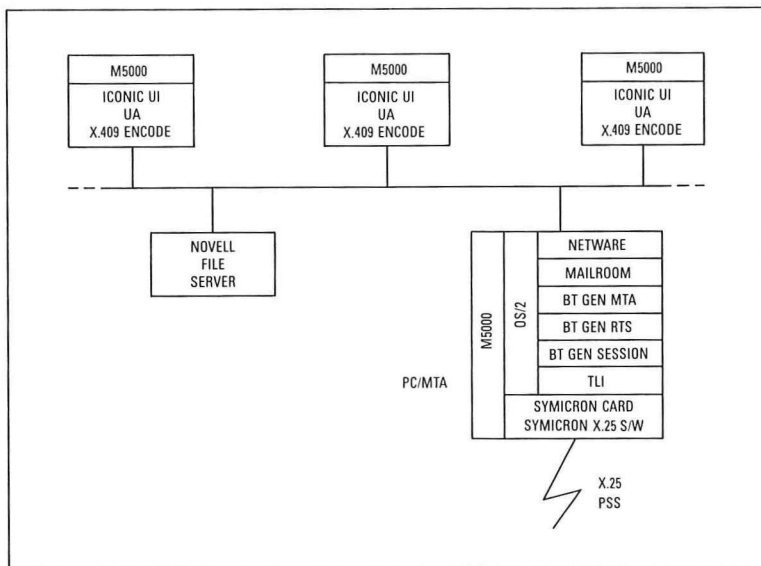 M5000
ICONIC UI
UA
X.409 ENCODE
M5000
ICONIC UI
UA
X.409 ENCODE
M5000
ICONIC UI
UA
X.409 ENCODE
NOVELL
FILE
SERVER
PC/MTA
M5000
OS/2
NETWARE
MAILROOM
BT GEN MTA
BT GEN RTS
BT GEN SESSION
TLI
SYMICRON CARD
SYMICRON X.25 S/W
X.25
PSS